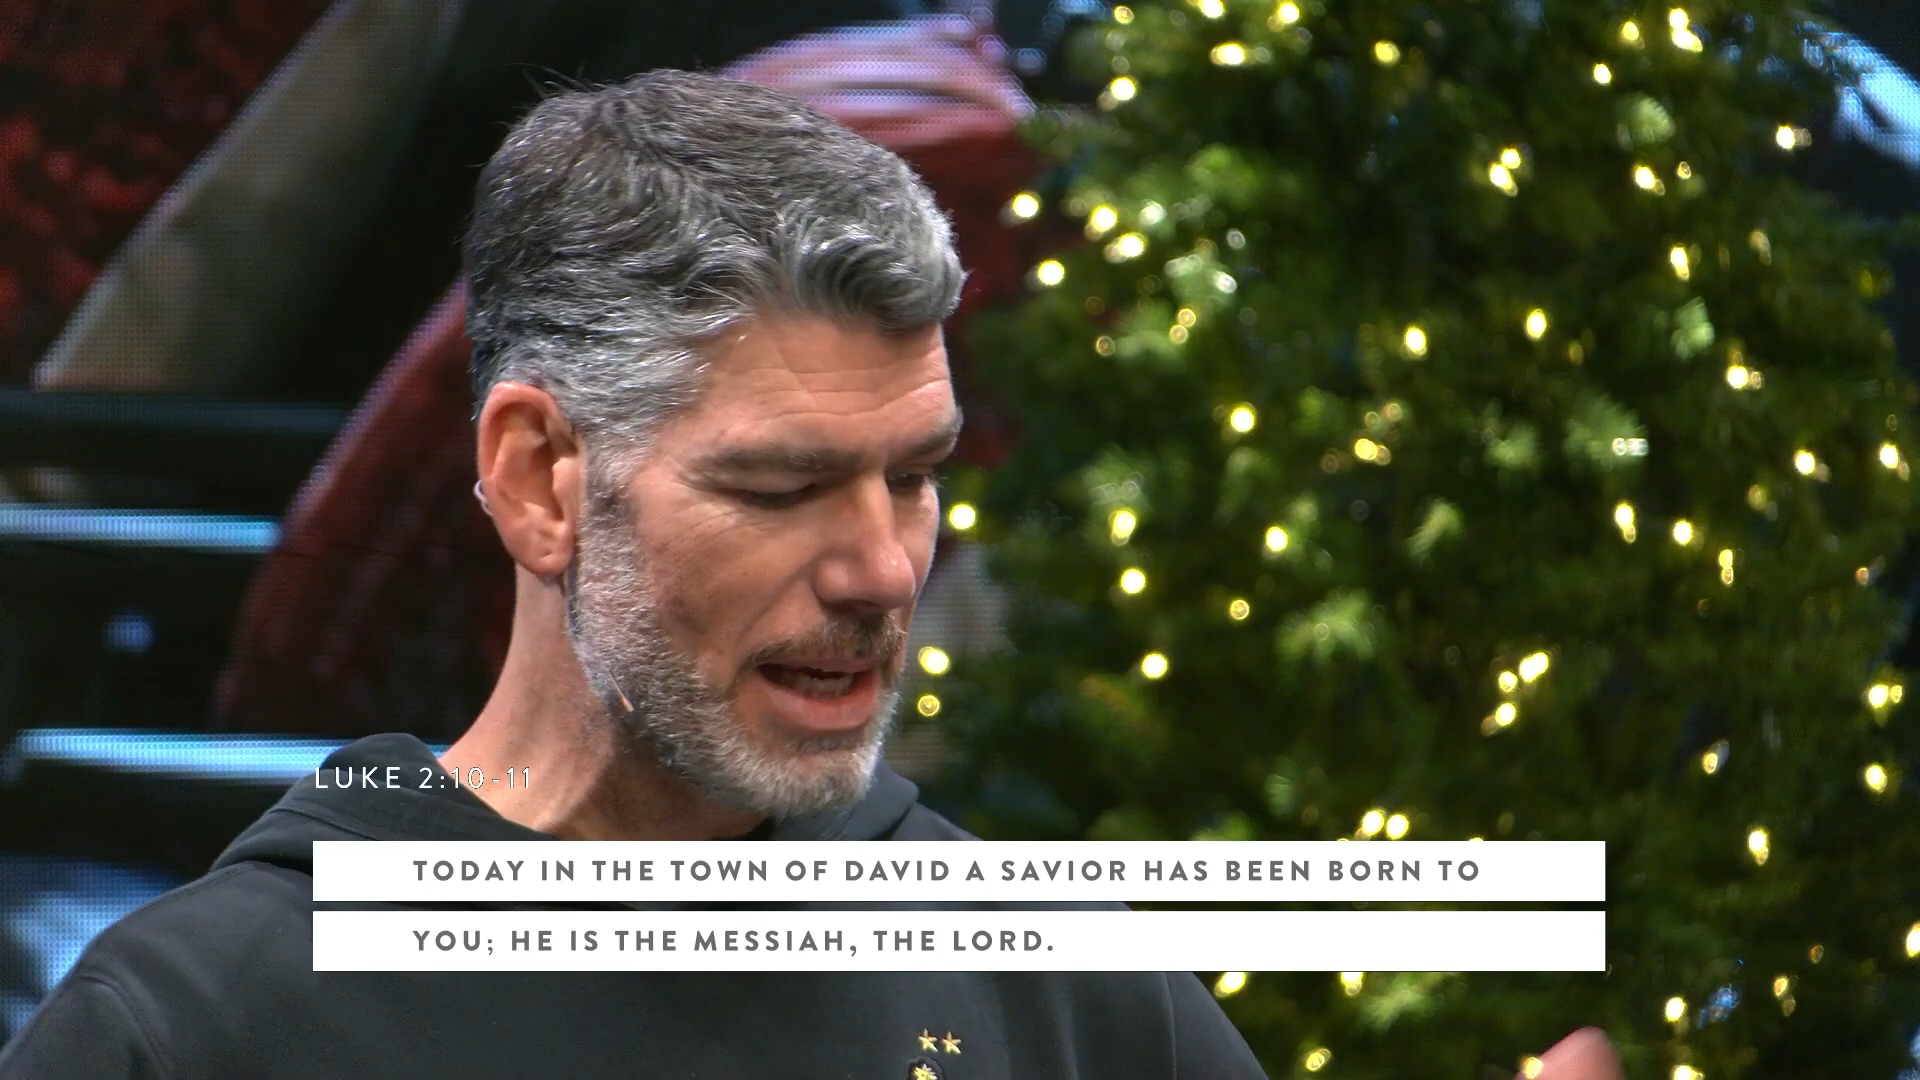 LUKE 2:10-11
TODAY IN THE TOWN OF DAVID A SAVIOR HAS BEEN BORN TO
YOU; HE IS THE MESSIAH, THE LORD.